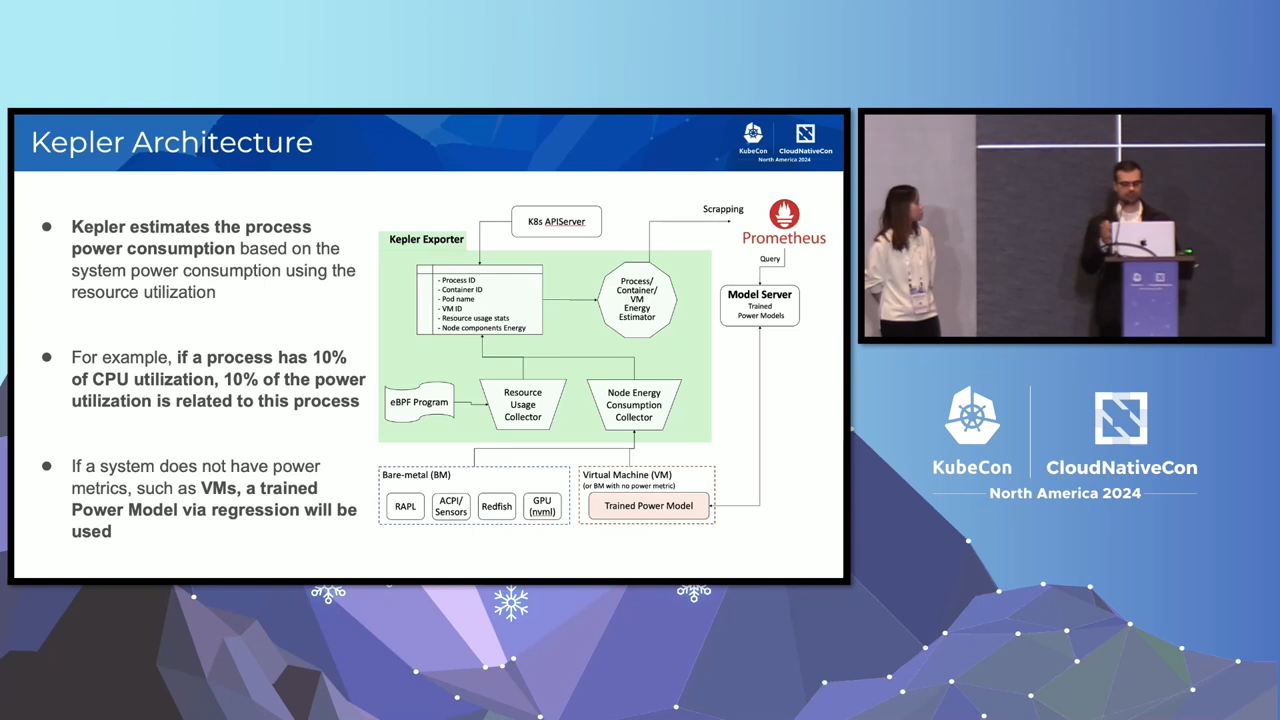 Kepler Architecture
KubeCon
CloudNativeCon
North America 2024
Kepler estimates the process
power consumption based on the
system power consumption using the
resource utilization
For example, if a process has 10%
of CPU utilization, 10% of the power
utilization is related to this process
If a system does not have power
metrics, such as VMs, a trained
Power Model via regression will be
used
K8s APIServer
Scrapping
Prometheus
Query
Kepler Exporter
- Process ID
- Container ID
- Pod name
- VM ID
- Resource usage stats
- Node components Energy
Process/
Container/
VM
Energy
Estimator
Model Server
Trained
Power Models
eBPF Program
Resource
Usage
Collector
Node Energy
Consumption
Collector
Bare-metal (BM)
RAPL
ACPI/
Sensors
Redfish
GPU
(nvml)
Virtual Machine (VM)
(or BM with no power metric)
Trained Power Model
KubeCon
CloudNativeCon
North America 2024